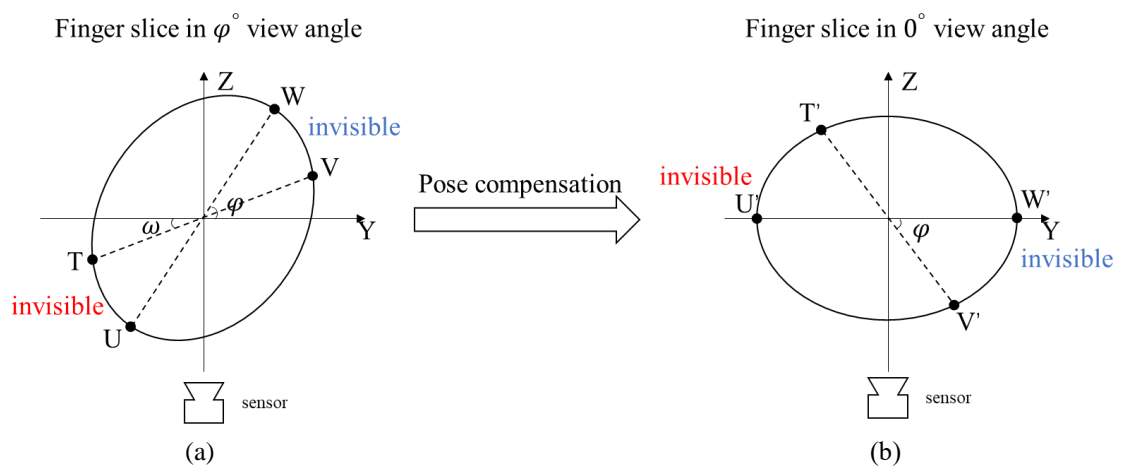 Finger slice in φ° view angle
Finger slice in 0° view angle
Z
W
invisible
V
φ
ω
Y
T
invisible
U
sensor
(a)
Pose compensation
Z
T'
invisible
U'
W'
Y
φ
invisible
V'
sensor
(b)